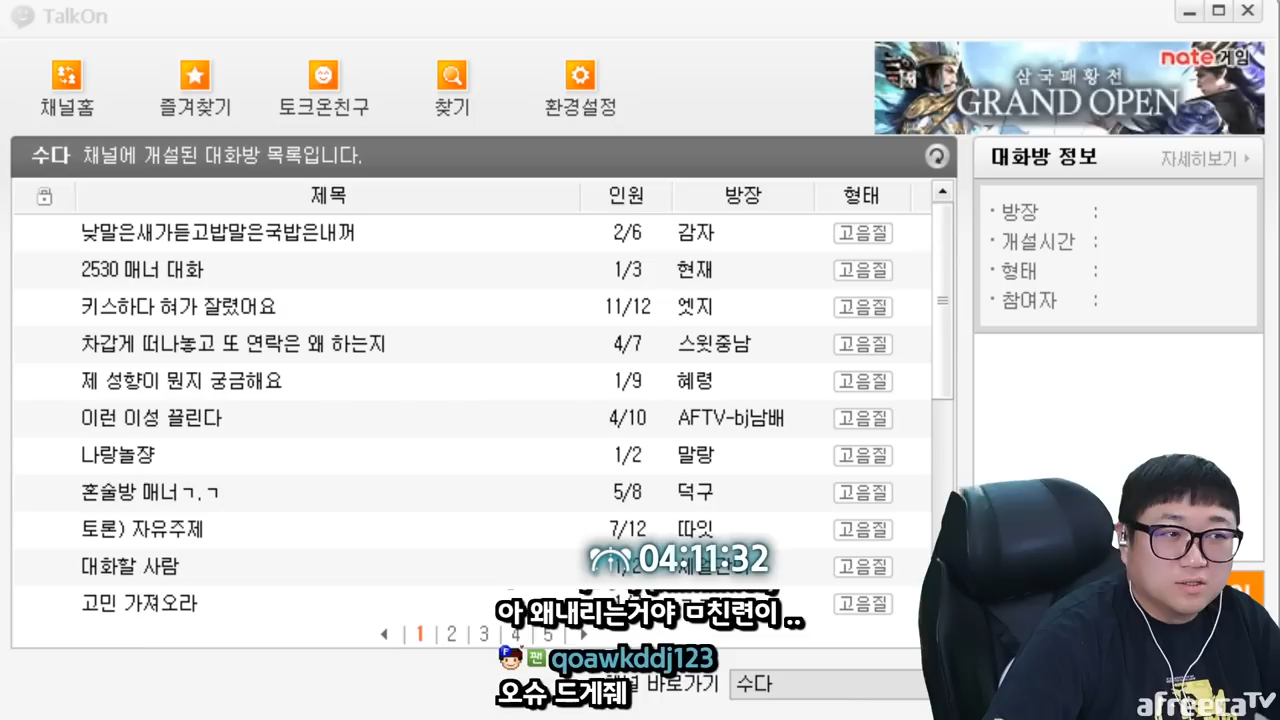 TalkOn
채널홈
즐겨찾기
토크온친구
찾기
환경설정
nate게임
삼국패황전
GRAND OPEN
수다 채널에 개설된 대화방 목록입니다.
대화방 정보
자세히보기
제목 인원 방장 형태
낮말은새가듣고밥말은국밥은내꺼 2/6 감자 고음질
2530 매너 대화 1/3 현재 고음질
키스하다 혀가 잘렸어요 11/12 엣지 고음질
차갑게 떠나놓고 또 연락은 왜 하는지 4/7 스윗중남 고음질
제 성향이 뭔지 궁금해요 1/9 혜령 고음질
이런 이성 끌린다 4/10 AFTV-bj남배 고음질
나랑놀쟝 1/2 말랑 고음질
혼술방 매너ㄱ,ㄱ 5/8 덕구 고음질
토론) 자유주제 7/12 따잇 고음질
대화할 사람 고음질
고민 가져오라 고음질
· 방장 :
· 개설시간 :
· 형태 :
· 참여자 :
04:11:32
아 왜내리는거야 ㅁ친련이 ..
1 | 2 | 3 | 4 | 5
짼 qoawkddj123
오슈 드게줴
바로가기 수다
afreecaTV